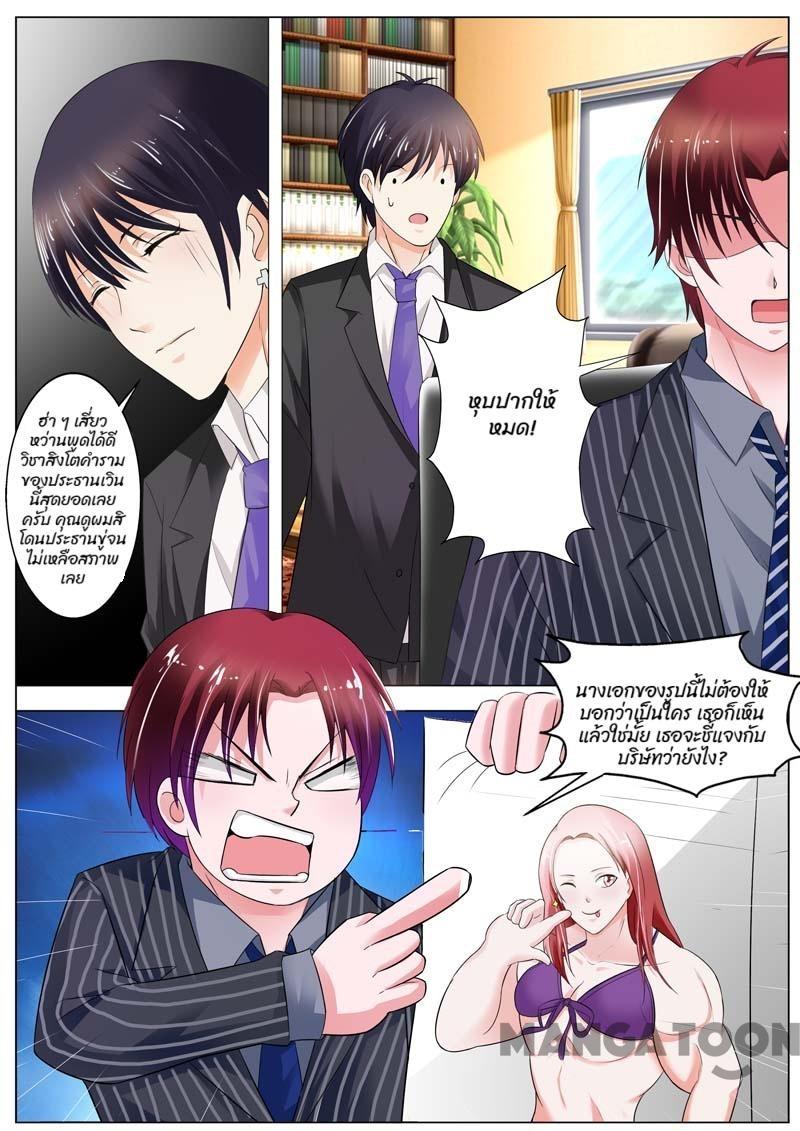 ฮ่า ๆ เสี่ยว
หว่านพูดได้ดี
วิชาสิงโตคำราม
ของประธานเวิน
นี้สุดยอดเลย
ครับ คุณดูผมสิ
โดนประธานขู่จน
ไม่เหลือสภาพ
เลย
หุบปากให้
หมด!
นางเอกของรูปนี้ไม่ต้องให้
บอกว่าเป็นใคร เธอก็เห็น
แล้วใช่มั้ย เธอจะชี้แจงกับ
บริษัทว่ายังไง?
MANGATOON